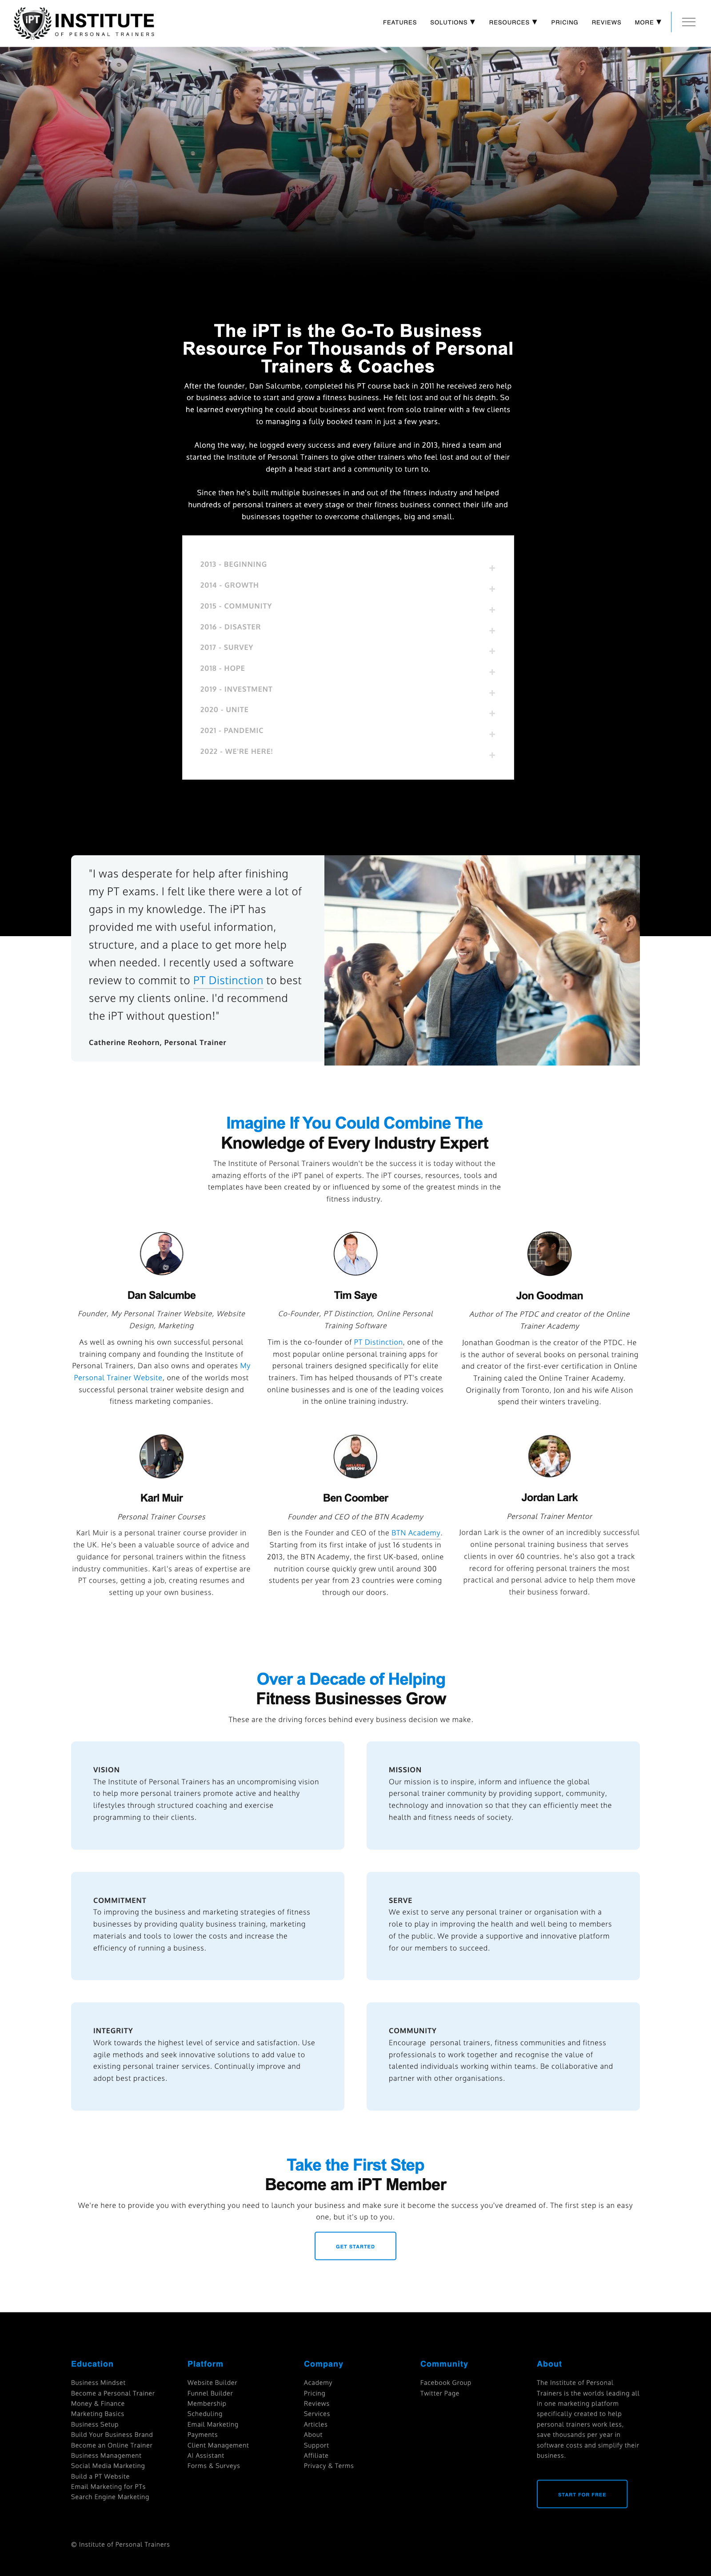 iPT INSTITUTE
OF PERSONAL TRAINERS
FEATURES SOLUTIONS ▼ RESOURCES ▼ PRICING REVIEWS MORE ▼
The iPT is the Go-To Business
Resource For Thousands of Personal
Trainers & Coaches
After the founder, Dan Salcumbe, completed his PT course back in 2011 he received zero help
or business advice to start and grow a fitness business. He felt lost and out of his depth. So
he learned everything he could about business and went from solo trainer with a few clients
to managing a fully booked team in just a few years.
Along the way, he logged every success and every failure and in 2013, hired a team and
started the Institute of Personal Trainers to give other trainers who feel lost and out of their
depth a head start and a community to turn to.
Since then he's built multiple businesses in and out of the fitness industry and helped
hundreds of personal trainers at every stage or their fitness business connect their life and
businesses together to overcome challenges, big and small.
2013 - BEGINNING +
2014 - GROWTH +
2015 - COMMUNITY +
2016 - DISASTER +
2017 - SURVEY +
2018 - HOPE +
2019 - INVESTMENT +
2020 - UNITE +
2021 - PANDEMIC +
2022 - WE'RE HERE! +
"I was desperate for help after finishing
my PT exams. I felt like there were a lot of
gaps in my knowledge. The iPT has
provided me with useful information,
structure, and a place to get more help
when needed. I recently used a software
review to commit to PT Distinction to best
serve my clients online. I'd recommend
the iPT without question!"
Catherine Reohorn, Personal Trainer
Imagine If You Could Combine The
Knowledge of Every Industry Expert
The Institute of Personal Trainers wouldn't be the success it is today without the
amazing efforts of the iPT panel of experts. The iPT courses, resources, tools and
templates have been created by or influenced by some of the greatest minds in the
fitness industry.
Dan Salcumbe
Founder, My Personal Trainer Website, Website
Design, Marketing
As well as owning his own successful personal
training company and founding the Institute of
Personal Trainers, Dan also owns and operates My
Personal Trainer Website, one of the worlds most
successful personal trainer website design and
fitness marketing companies.
Tim Saye
Co-Founder, PT Distinction, Online Personal
Training Software
Tim is the co-founder of PT Distinction, one of the
most popular online personal training apps for
personal trainers designed specifically for elite
trainers. Tim has helped thousands of PT's create
online businesses and is one of the leading voices
in the online training industry.
Jon Goodman
Author of The PTDC and creator of the Online
Trainer Academy
Jonathan Goodman is the creator of the PTDC. He
is the author of several books on personal training
and creator of the first-ever certification in Online
Training caled the Online Trainer Academy.
Originally from Toronto, Jon and his wife Alison
spend their winters traveling.
Karl Muir
Personal Trainer Courses
Karl Muir is a personal trainer course provider in
the UK. He's been a valuable source of advice and
guidance for personal trainers within the fitness
industry communities. Karl's areas of expertise are
PT courses, getting a job, creating resumes and
setting up your own business.
Ben Coomber
Founder and CEO of the BTN Academy
Ben is the Founder and CEO of the BTN Academy.
Starting from its first intake of just 16 students in
2013, the BTN Academy, the first UK-based, online
nutrition course quickly grew until around 300
students per year from 23 countries were coming
through our doors.
Jordan Lark
Personal Trainer Mentor
Jordan Lark is the owner of an incredibly successful
online personal training business that serves
clients in over 60 countries. he's also got a track
record for offering personal trainers the most
practical and personal advice to help them move
their business forward.
Over a Decade of Helping
Fitness Businesses Grow
These are the driving forces behind every business decision we make.
VISION
The Institute of Personal Trainers has an uncompromising vision
to help more personal trainers promote active and healthy
lifestyles through structured coaching and exercise
programming to their clients.
MISSION
Our mission is to inspire, inform and influence the global
personal trainer community by providing support, community,
technology and innovation so that they can efficiently meet the
health and fitness needs of society.
COMMITMENT
To improving the business and marketing strategies of fitness
businesses by providing quality business training, marketing
materials and tools to lower the costs and increase the
efficiency of running a business.
SERVE
We exist to serve any personal trainer or organisation with a
role to play in improving the health and well being to members
of the public. We provide a supportive and innovative platform
for our members to succeed.
INTEGRITY
Work towards the highest level of service and satisfaction. Use
agile methods and seek innovative solutions to add value to
existing personal trainer services. Continually improve and
adopt best practices.
COMMUNITY
Encourage personal trainers, fitness communities and fitness
professionals to work together and recognise the value of
talented individuals working within teams. Be collaborative and
partner with other organisations.
Take the First Step
Become am iPT Member
We're here to provide you with everything you need to launch your business and make sure it become the success you've dreamed of. The first step is an easy
one, but it's up to you.
GET STARTED
Education
Business Mindset
Become a Personal Trainer
Money & Finance
Marketing Basics
Business Setup
Build Your Business Brand
Become an Online Trainer
Business Management
Social Media Marketing
Build a PT Website
Email Marketing for PTs
Search Engine Marketing
Platform
Website Builder
Funnel Builder
Membership
Scheduling
Email Marketing
Payments
Client Management
AI Assistant
Forms & Surveys
Company
Academy
Pricing
Reviews
Services
Articles
About
Support
Affiliate
Privacy & Terms
Community
Facebook Group
Twitter Page
About
The Institute of Personal
Trainers is the worlds leading all
in one marketing platform
specifically created to help
personal trainers work less,
save thousands per year in
software costs and simplify their
business.
START FOR FREE
© Institute of Personal Trainers